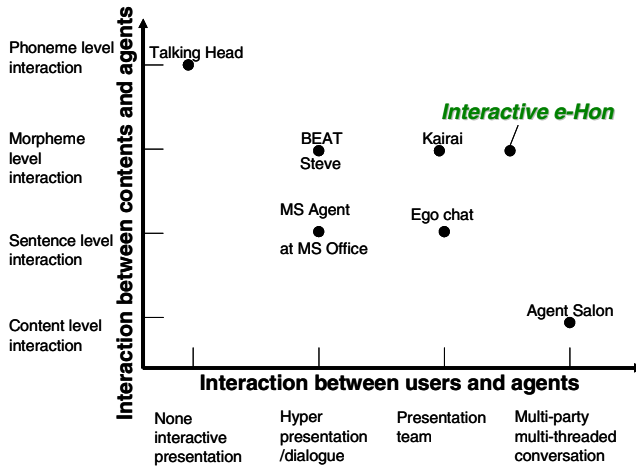 Interaction between contents and agents
Phoneme level
interaction
Talking Head
Interactive e-Hon
Morpheme
level
interaction
BEAT
Steve
Kairai
MS Agent
at MS Office
Ego chat
Sentence level
interaction
Agent Salon
Content level
interaction
Interaction between users and agents
None
interactive
presentation
Hyper
presentation
/dialogue
Presentation
team
Multi-party
multi-threaded
conversation